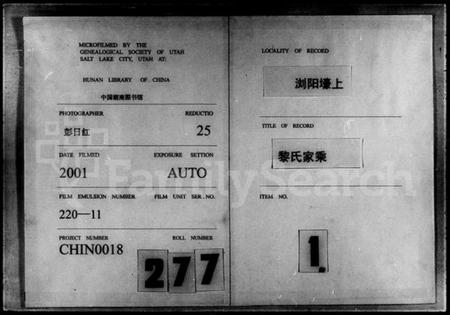 MICROFILMED BY THE
GENEALOGICAL SOCIETY OF UTAH
SALT LAKE CITY, UTAH AT:
HUNAN LIBRARY OF CHINA
中国湖南图书馆
PHOTOGRAPHER REDUCTIO
彭日红 25
DATE FILMED EXPOSURE SETTION
2001 AUTO
FILM EMULSION NUMBER FILM UNIT SER. NO.
220—11
PROJECT NUMBER ROLL NUMBER
CHIN0018 277
LOCALITY OF RECORD
浏阳壕上
TITLE OF RECORD
黎氏家乘
ITEM NO.
1.
FamilySearch